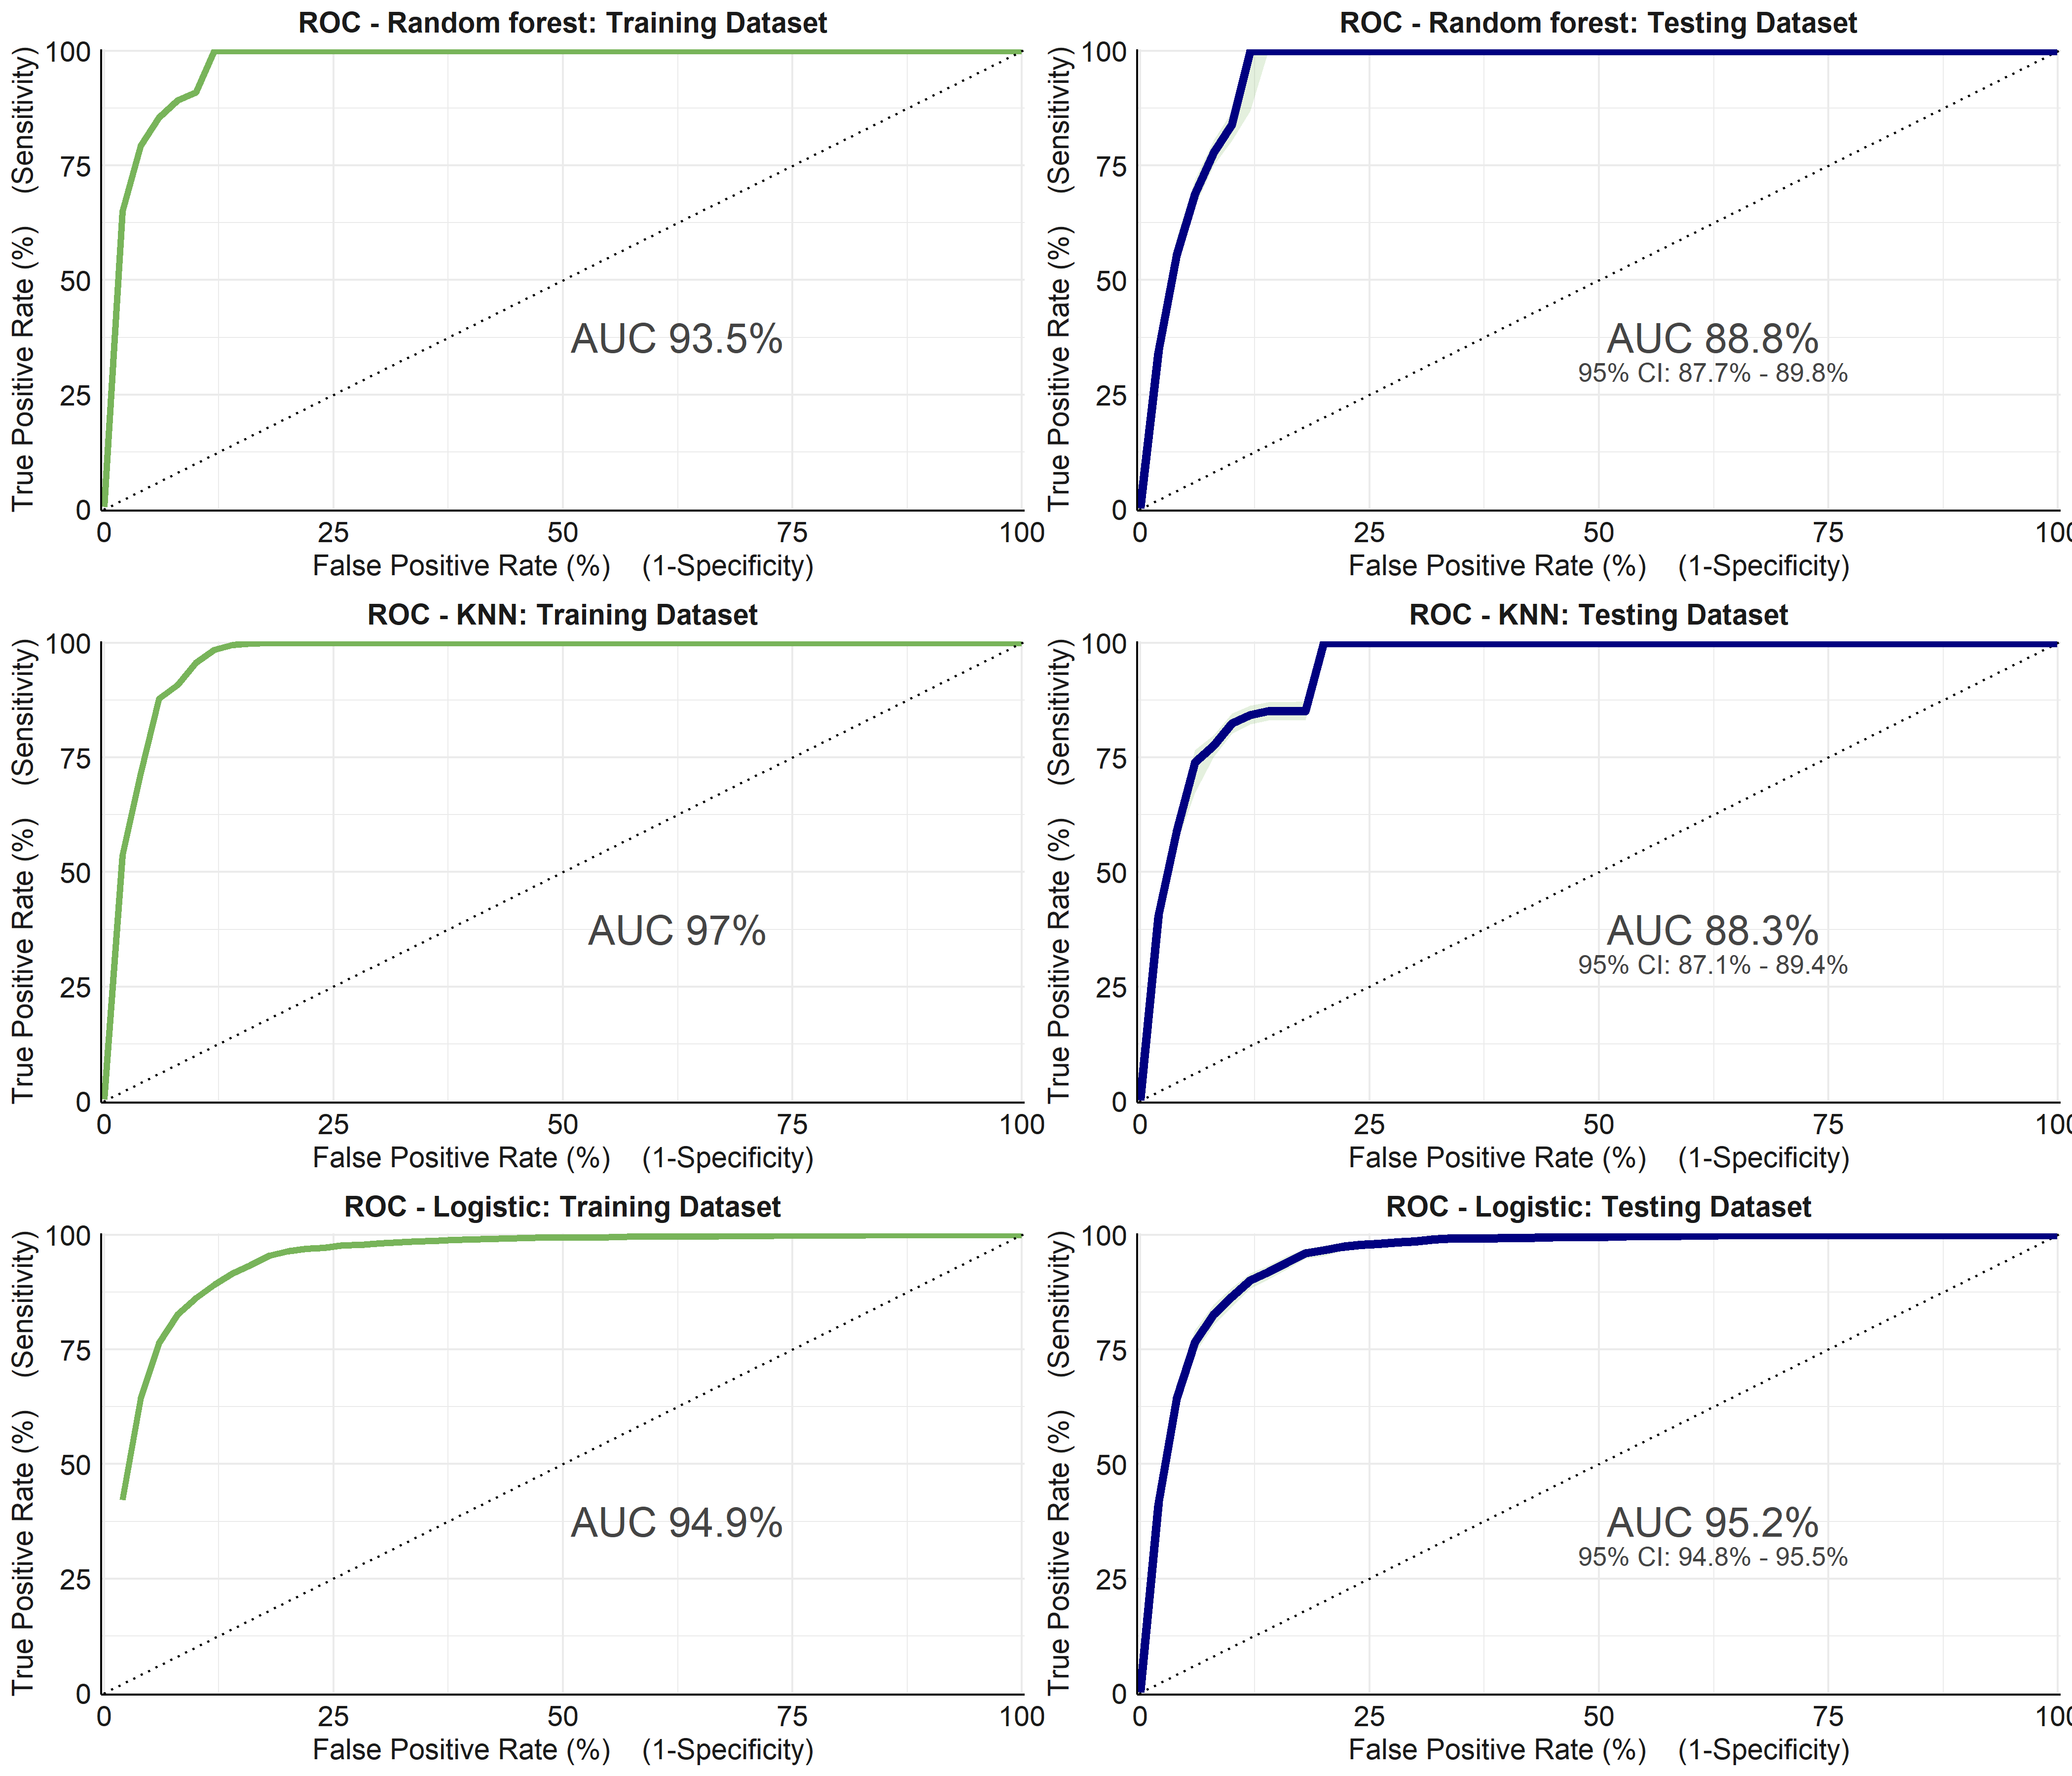 ROC - Random forest: Training Dataset
True Positive Rate (%) (Sensitivity)
100
75
50
25
0
AUC 93.5%
0 25 50 75 100
False Positive Rate (%) (1-Specificity)
ROC - Random forest: Testing Dataset
True Positive Rate (%) (Sensitivity)
100
75
50
25
0
AUC 88.8%
95% CI: 87.7% - 89.8%
0 25 50 75 100
False Positive Rate (%) (1-Specificity)
ROC - KNN: Training Dataset
True Positive Rate (%) (Sensitivity)
100
75
50
25
0
AUC 97%
0 25 50 75 100
False Positive Rate (%) (1-Specificity)
ROC - KNN: Testing Dataset
True Positive Rate (%) (Sensitivity)
100
75
50
25
0
AUC 88.3%
95% CI: 87.1% - 89.4%
0 25 50 75 100
False Positive Rate (%) (1-Specificity)
ROC - Logistic: Training Dataset
True Positive Rate (%) (Sensitivity)
100
75
50
25
0
AUC 94.9%
0 25 50 75 100
False Positive Rate (%) (1-Specificity)
ROC - Logistic: Testing Dataset
True Positive Rate (%) (Sensitivity)
100
75
50
25
0
AUC 95.2%
95% CI: 94.8% - 95.5%
0 25 50 75 100
False Positive Rate (%) (1-Specificity)